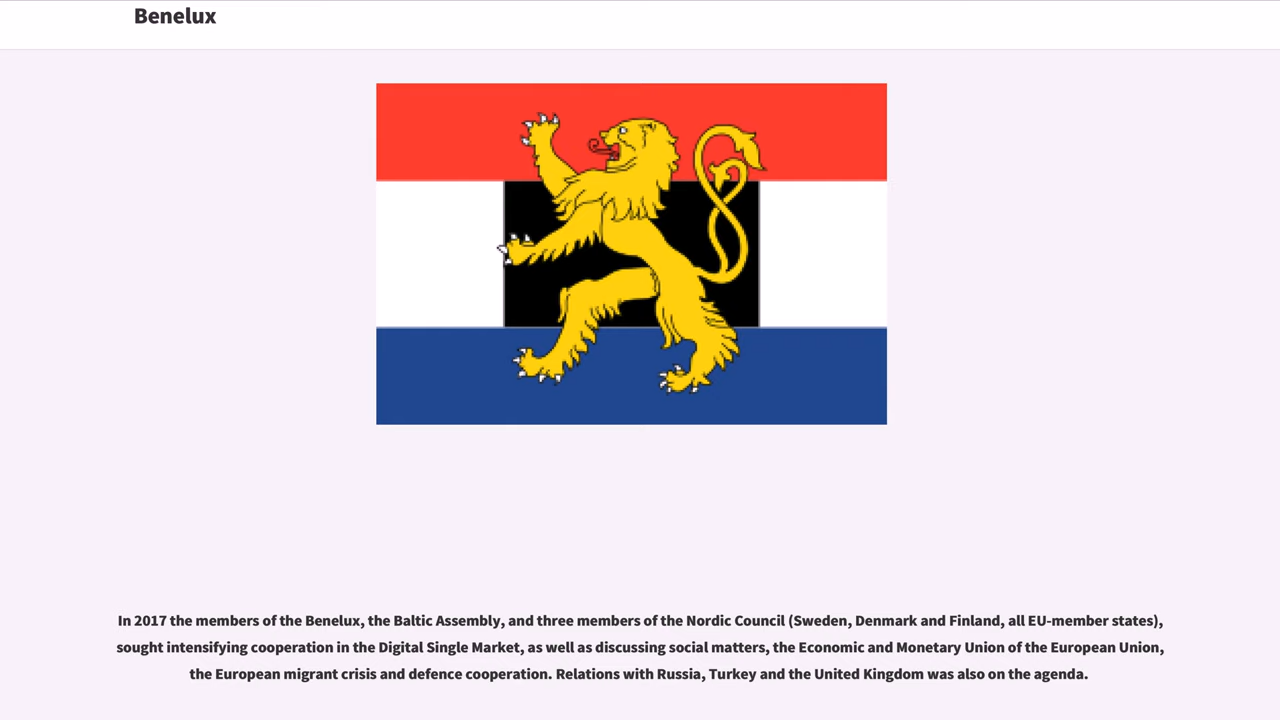 Benelux
In 2017 the members of the Benelux, the Baltic Assembly, and three members of the Nordic Council (Sweden, Denmark and Finland, all EU-member states),
sought intensifying cooperation in the Digital Single Market, as well as discussing social matters, the Economic and Monetary Union of the European Union,
the European migrant crisis and defence cooperation. Relations with Russia, Turkey and the United Kingdom was also on the agenda.